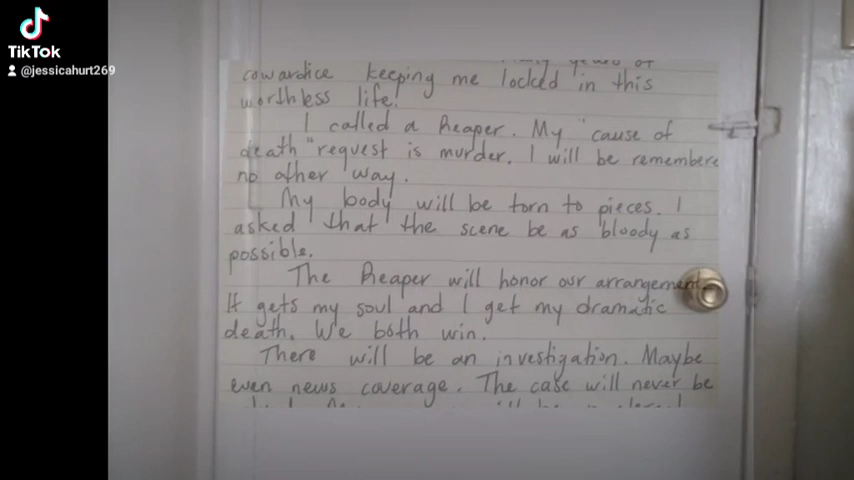 TikTok
@jessicahurt269
years of
cowardice keeping me locked in this
worthless life.
I called a Reaper. My "cause of
death" request is murder. I will be remembere
no other way.
My body will be torn to pieces. I
asked that the scene be as bloody as
possible.
The Reaper will honor our arrangement.
It gets my soul and I get my dramatic
death. We both win.
There will be an investigation. Maybe
even news coverage. The case will never be